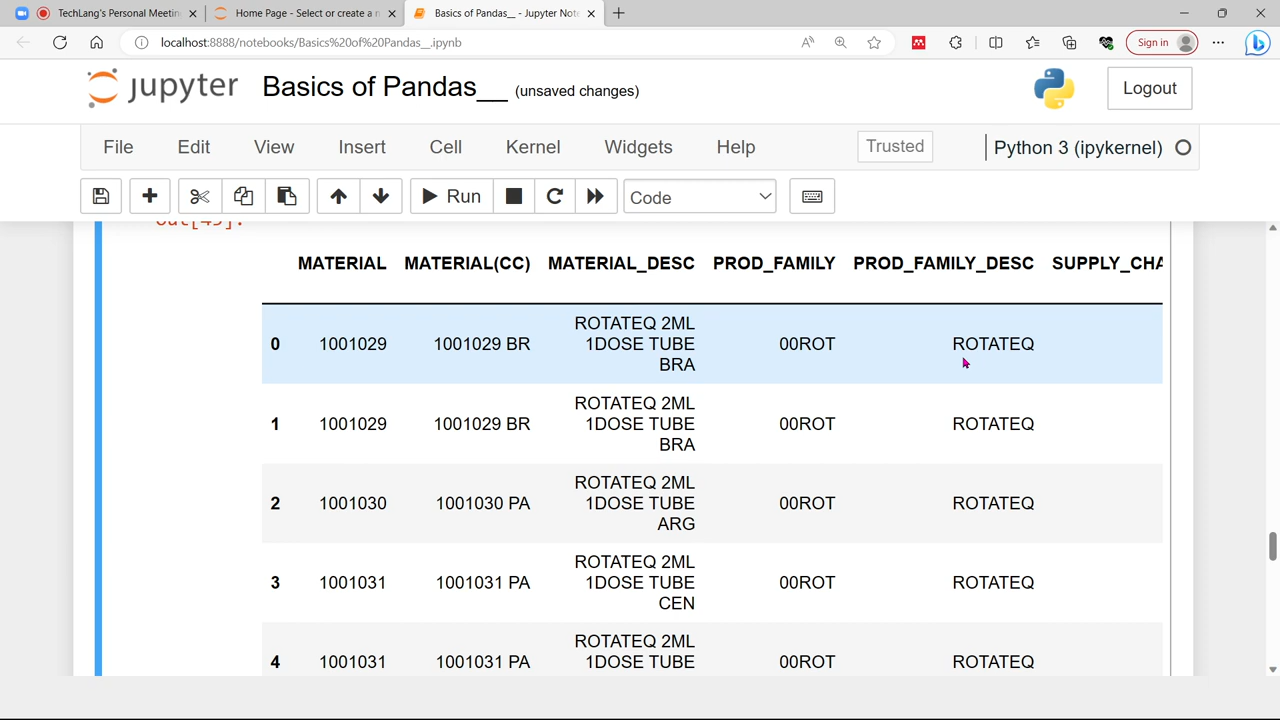 TechLang's Personal Meetin
Home Page - Select or create a n
Basics of Pandas__ - Jupyter Note
localhost:8888/notebooks/Basics%20of%20Pandas__.ipynb
Sign in
jupyter Basics of Pandas__ (unsaved changes)
Logout
File Edit View Insert Cell Kernel Widgets Help
Trusted
Python 3 (ipykernel)
Run
Code
Out[45]:
MATERIAL MATERIAL(CC) MATERIAL_DESC PROD_FAMILY PROD_FAMILY_DESC SUPPLY_CHA
ROTATEQ 2ML
0 1001029 1001029 BR 1DOSE TUBE 00ROT ROTATEQ
BRA
ROTATEQ 2ML
1 1001029 1001029 BR 1DOSE TUBE 00ROT ROTATEQ
BRA
ROTATEQ 2ML
2 1001030 1001030 PA 1DOSE TUBE 00ROT ROTATEQ
ARG
ROTATEQ 2ML
3 1001031 1001031 PA 1DOSE TUBE 00ROT ROTATEQ
CEN
ROTATEQ 2ML
4 1001031 1001031 PA 1DOSE TUBE 00ROT ROTATEQ